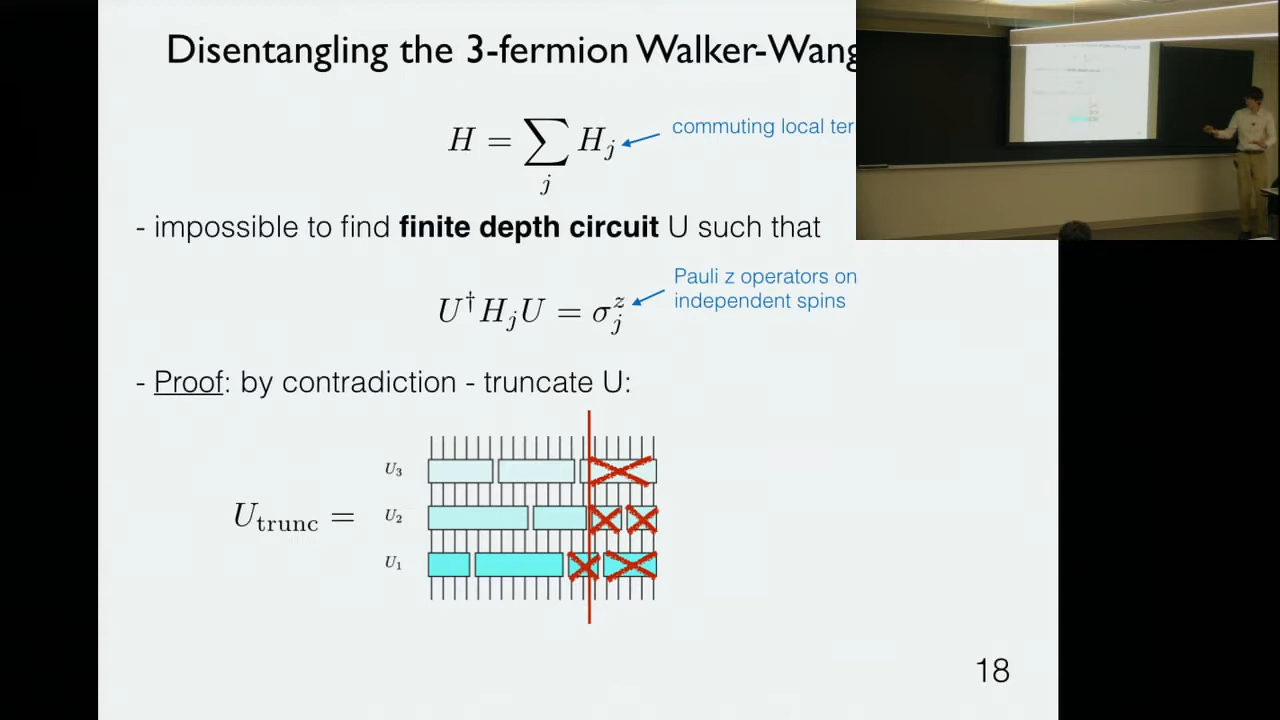 Disentangling the 3-fermion Walker-Wang
H = ∑_j H_j
commuting local ter
- impossible to find finite depth circuit U such that
U†H_jU = σ_j^z
Pauli z operators on
independent spins
- Proof: by contradiction - truncate U:
U_3
U_trunc =
U_2
U_1
18